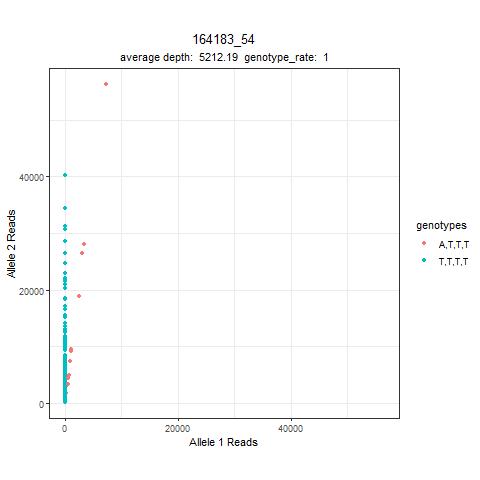 164183_54
average depth:  5212.19  genotype_rate:  1
Allele 2 Reads
40000
20000
0
0
20000
40000
Allele 1 Reads
genotypes
A,T,T,T
T,T,T,T